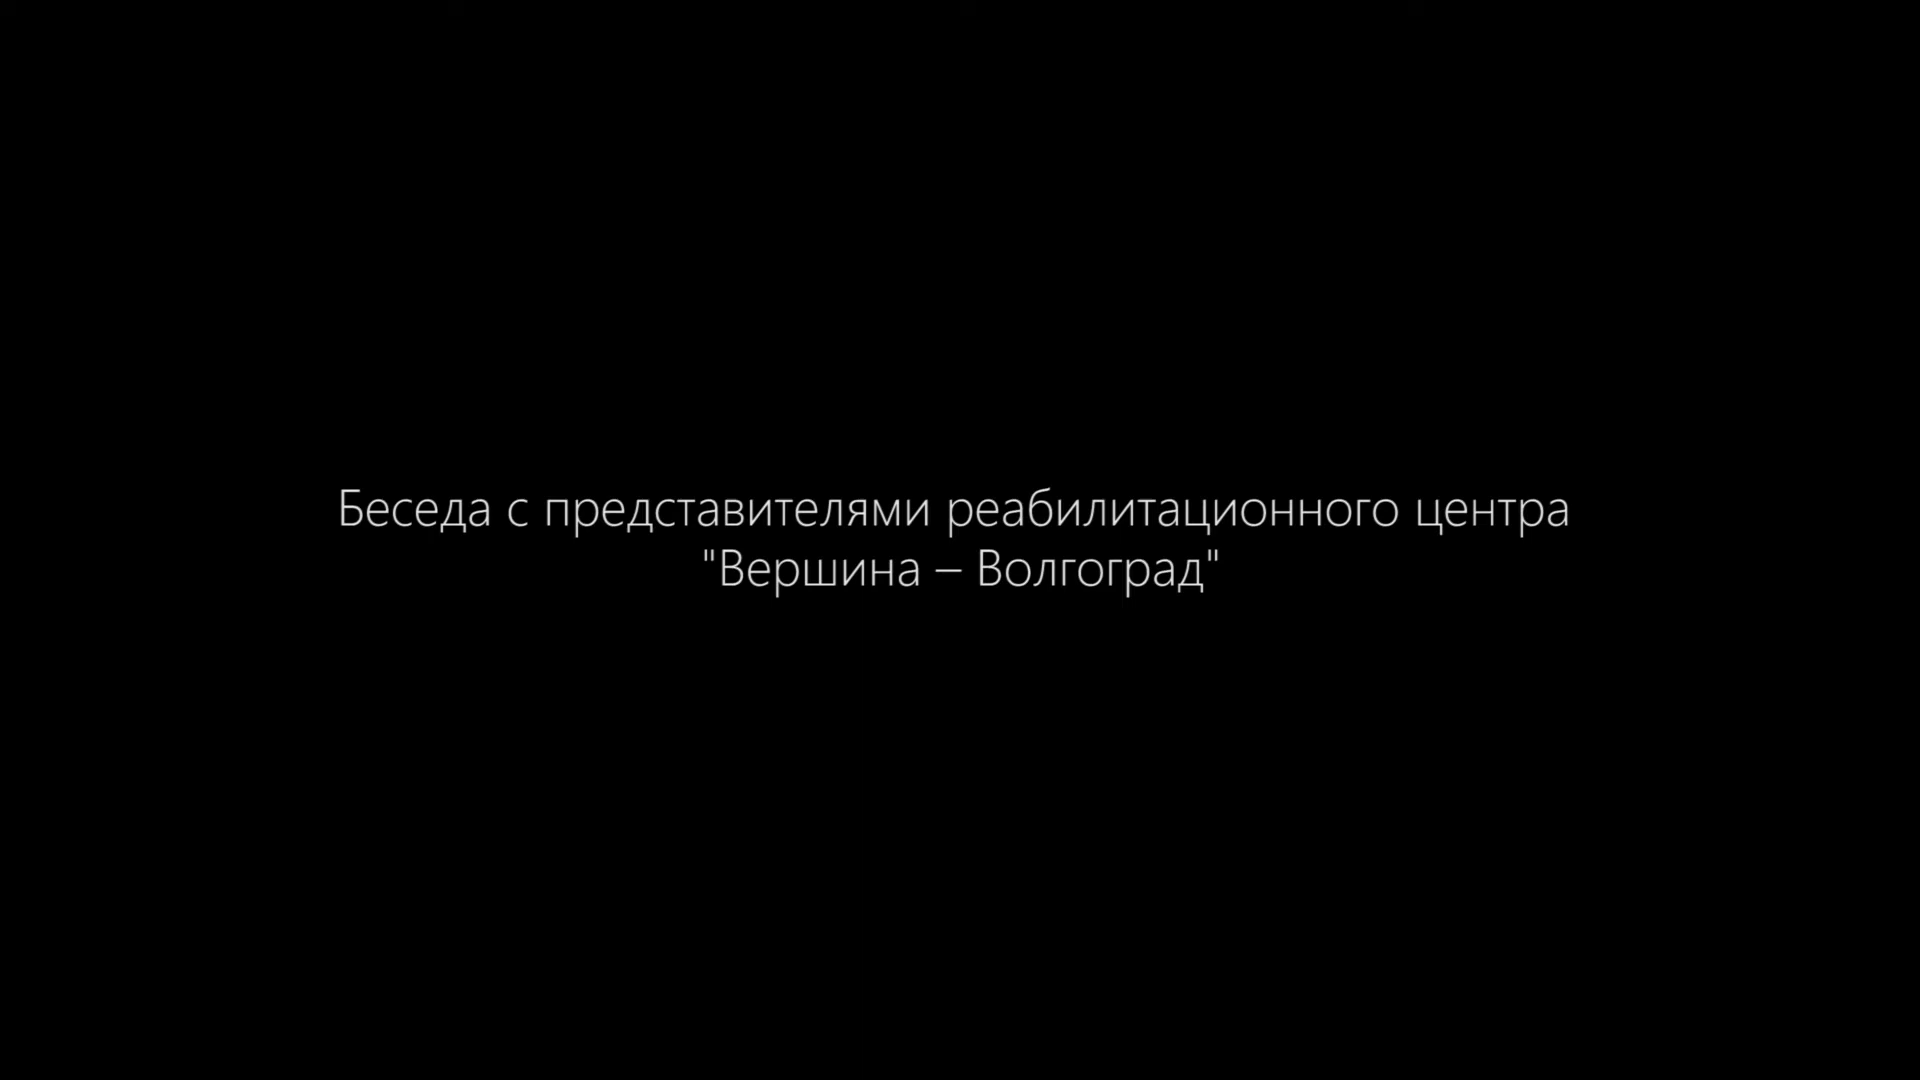 Беседа с представителями реабилитационного центра
"Вершина – Волгоград"